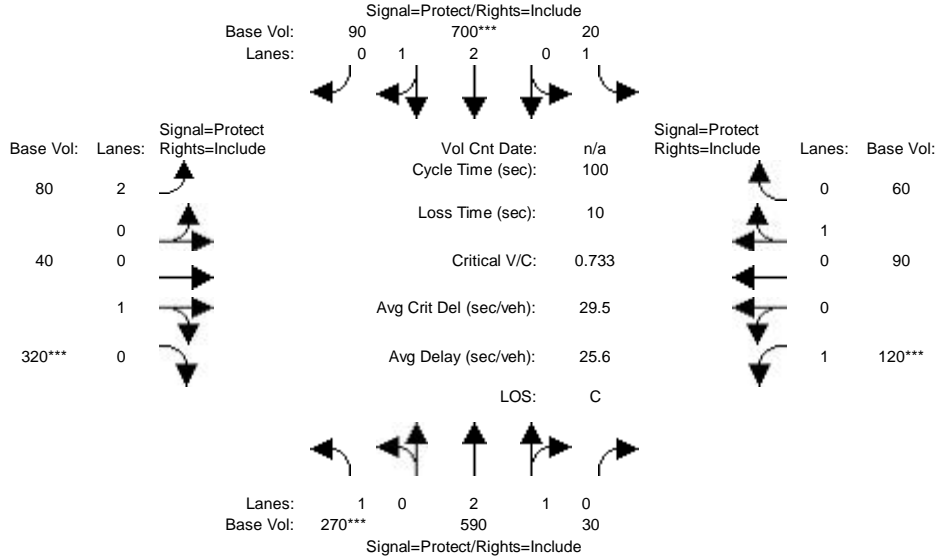 Signal=Protect/Rights=Include
Base Vol: 90 700*** 20
Lanes: 0 1 2 0 1
Signal=Protect
Rights=Include
Base Vol: Lanes:
Vol Cnt Date: n/a
Cycle Time (sec): 100
Signal=Protect
Rights=Include
Lanes: Base Vol:
80 2
0 60
Loss Time (sec): 10
0
1
40 0
Critical V/C: 0.733
0 90
1
Avg Crit Del (sec/veh): 29.5
0
320*** 0
Avg Delay (sec/veh): 25.6
1 120***
LOS: C
Lanes: 1 0 2 1 0
Base Vol: 270*** 590 30
Signal=Protect/Rights=Include